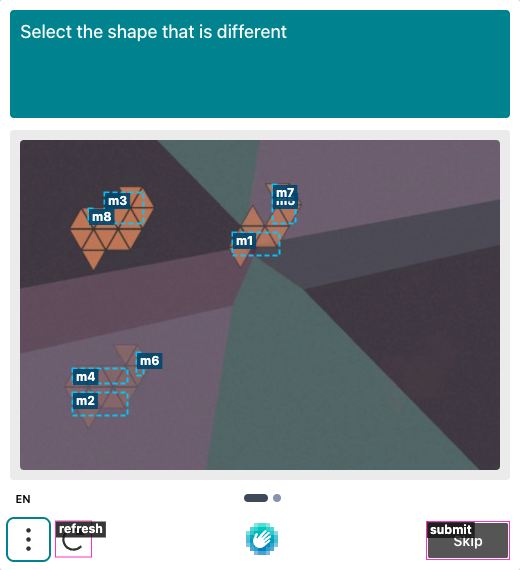 Select the shape that is different
m3
m8
m7
m1
m6
m4
m2
EN
refresh
submit
Skip